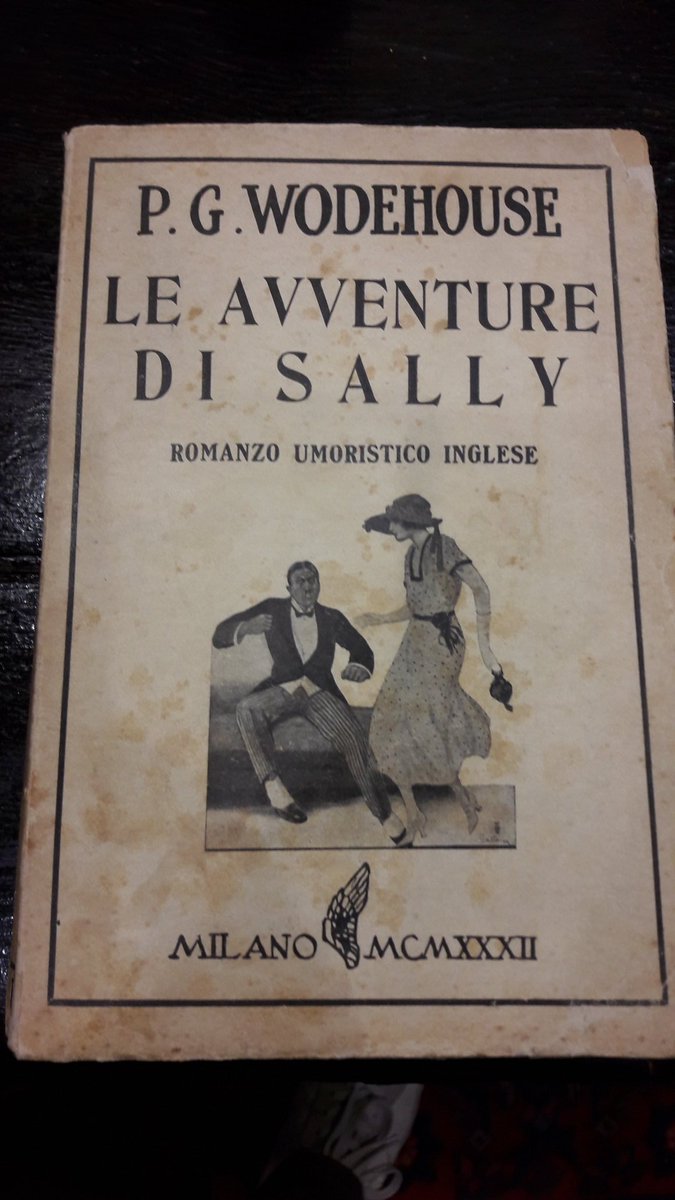 P. G. WODEHOUSE
LE AVVENTURE
DI SALLY
ROMANZO UMORISTICO INGLESE
MILANO MCMXXXII